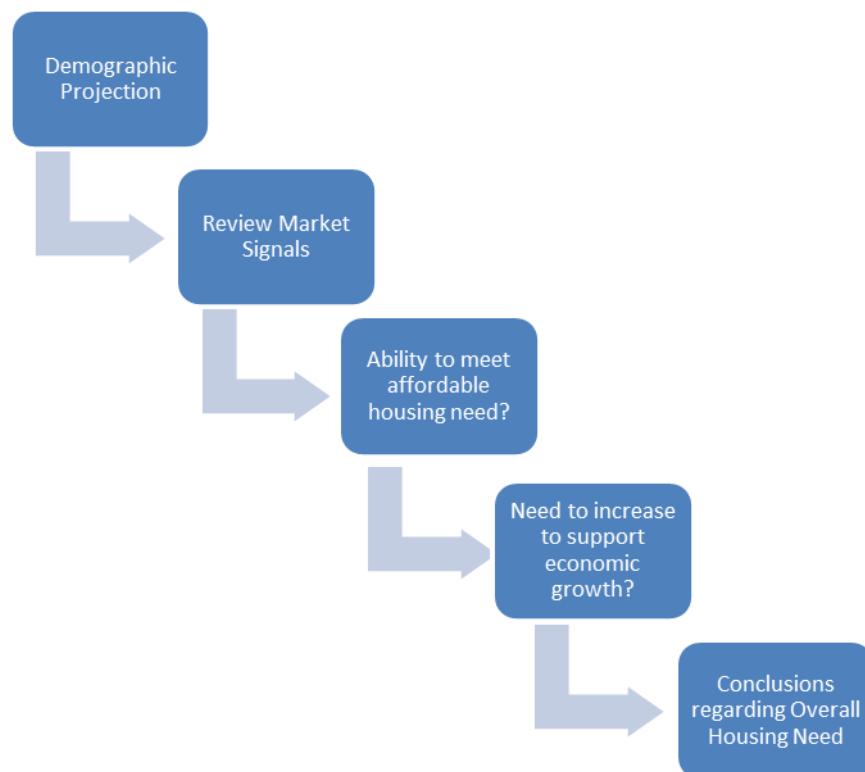 Demographic
Projection
Review Market
Signals
Ability to meet
affordable
housing need?
Need to increase
to support
economic
growth?
Conclusions
regarding Overall
Housing Need